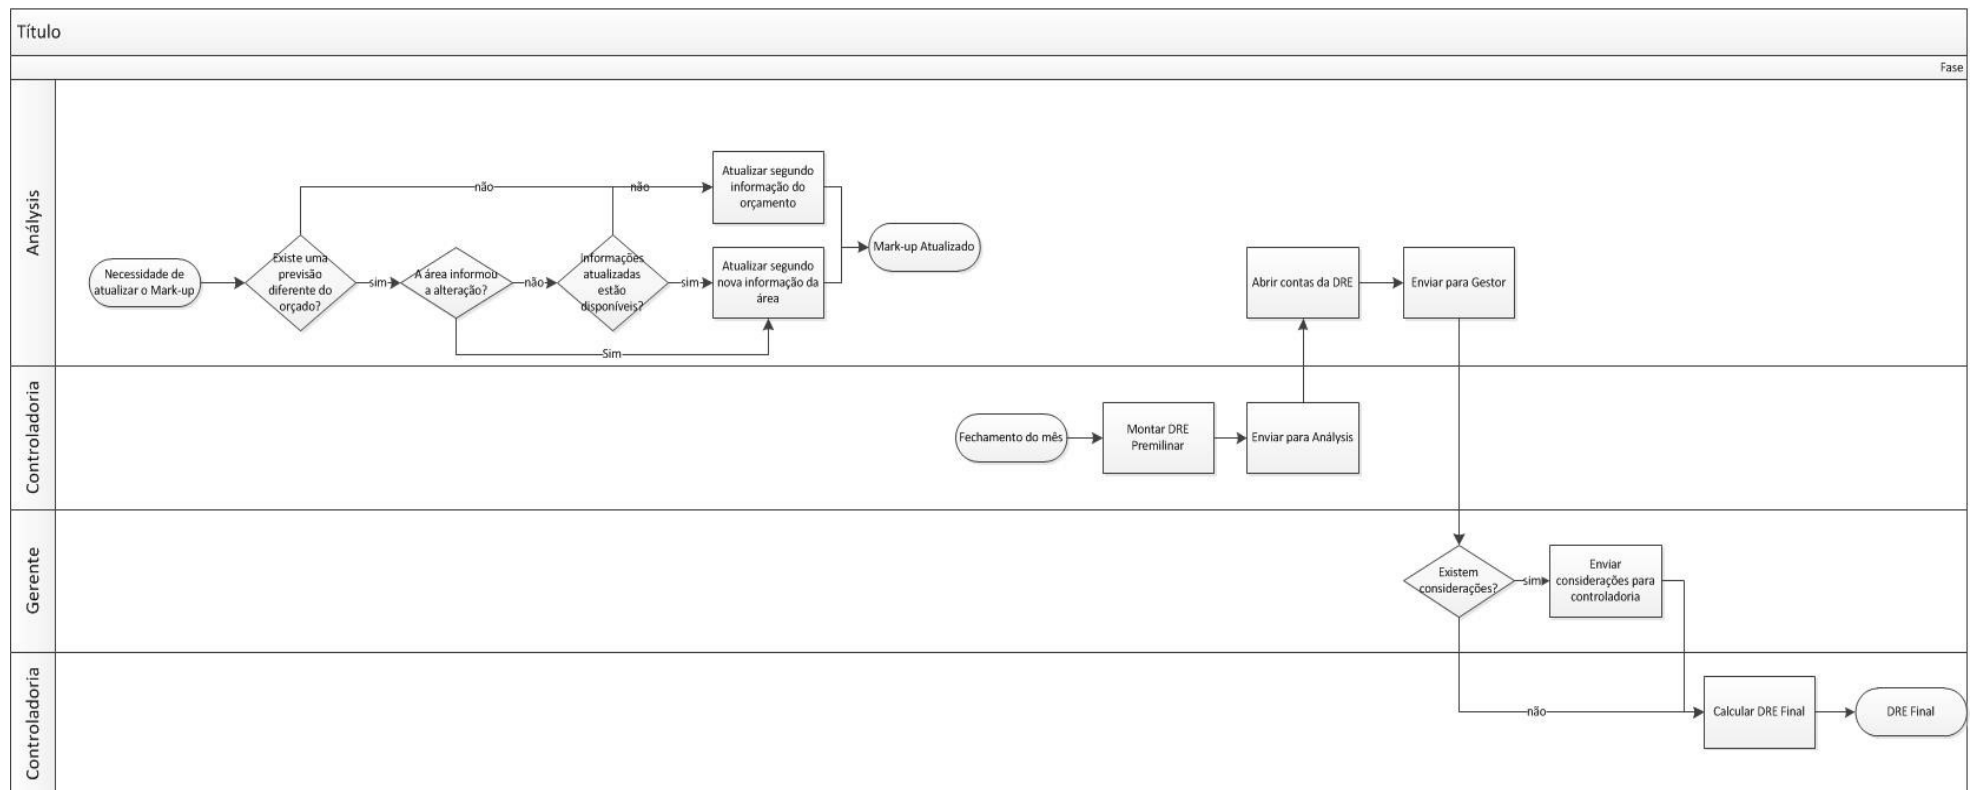 Título
Fase
Análysis
Necessidade de
atualizar o Mark-up
Existe uma
previsão
diferente do
orçado?
não
sim
A área informou
a alteração?
não
Sim
Informações
atualizadas
estão
disponíveis?
não
sim
Atualizar segundo
informação do
orçamento
Atualizar segundo
nova informação da
área
Mark-up Atualizado
Abrir contas da DRE
Enviar para Gestor
Controladoria
Fechamento do mês
Montar DRE
Premilinar
Enviar para Análysis
Gerente
Existem
considerações?
sim
Enviar
considerações para
controladoria
Controladoria
não
Calcular DRE Final
DRE Final